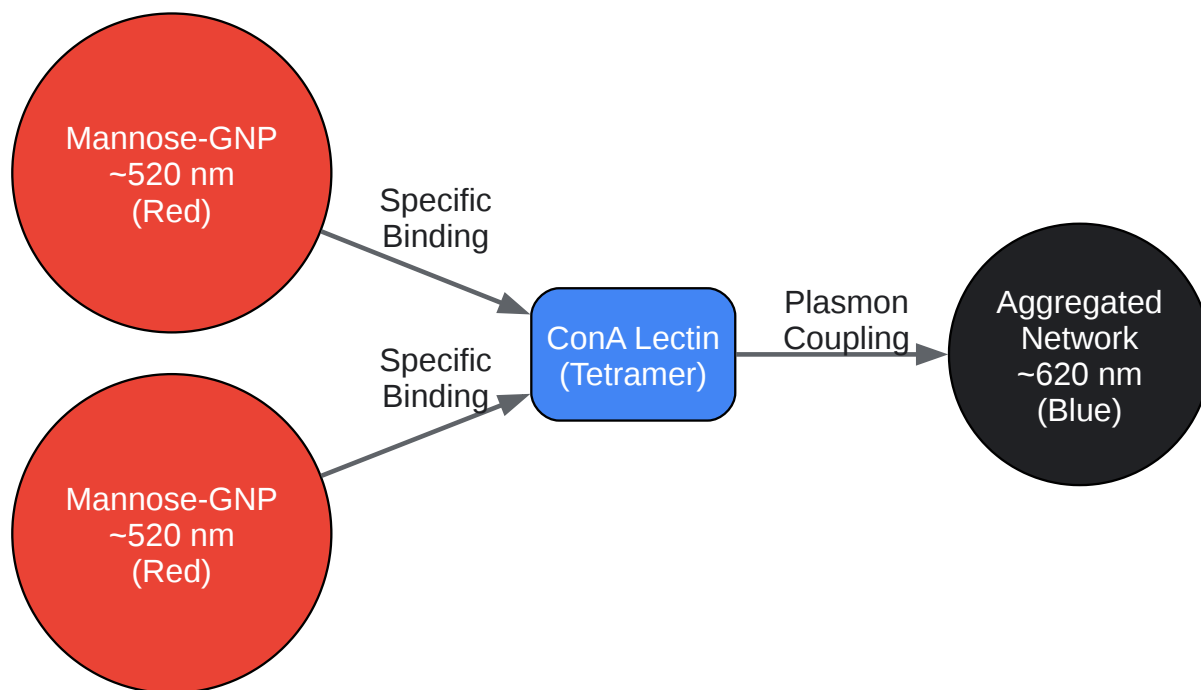 Mannose-GNP
~520 nm
(Red)
Specific
Binding
Mannose-GNP
~520 nm
(Red)
Specific
Binding
ConA Lectin
(Tetramer)
Plasmon
Coupling
Aggregated
Network
~620 nm
(Blue)